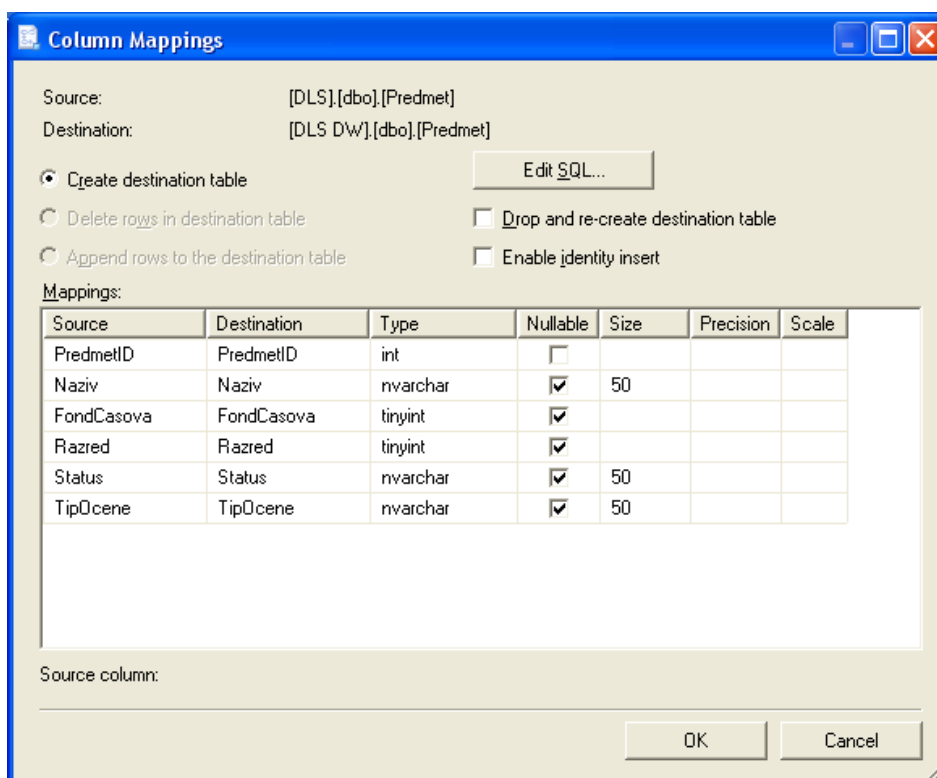 Column Mappings
Source: [DLS].[dbo].[Predmet]
Destination: [DLS DW].[dbo].[Predmet]
Create destination table Edit SQL...
Delete rows in destination table Drop and re-create destination table
Append rows to the destination table Enable identity insert
Mappings:
Source Destination Type Nullable Size Precision Scale
PredmetID PredmetID int
Naziv Naziv nvarchar 50
FondCasova FondCasova tinyint
Razred Razred tinyint
Status Status nvarchar 50
TipOcene TipOcene nvarchar 50
Source column:
OK Cancel